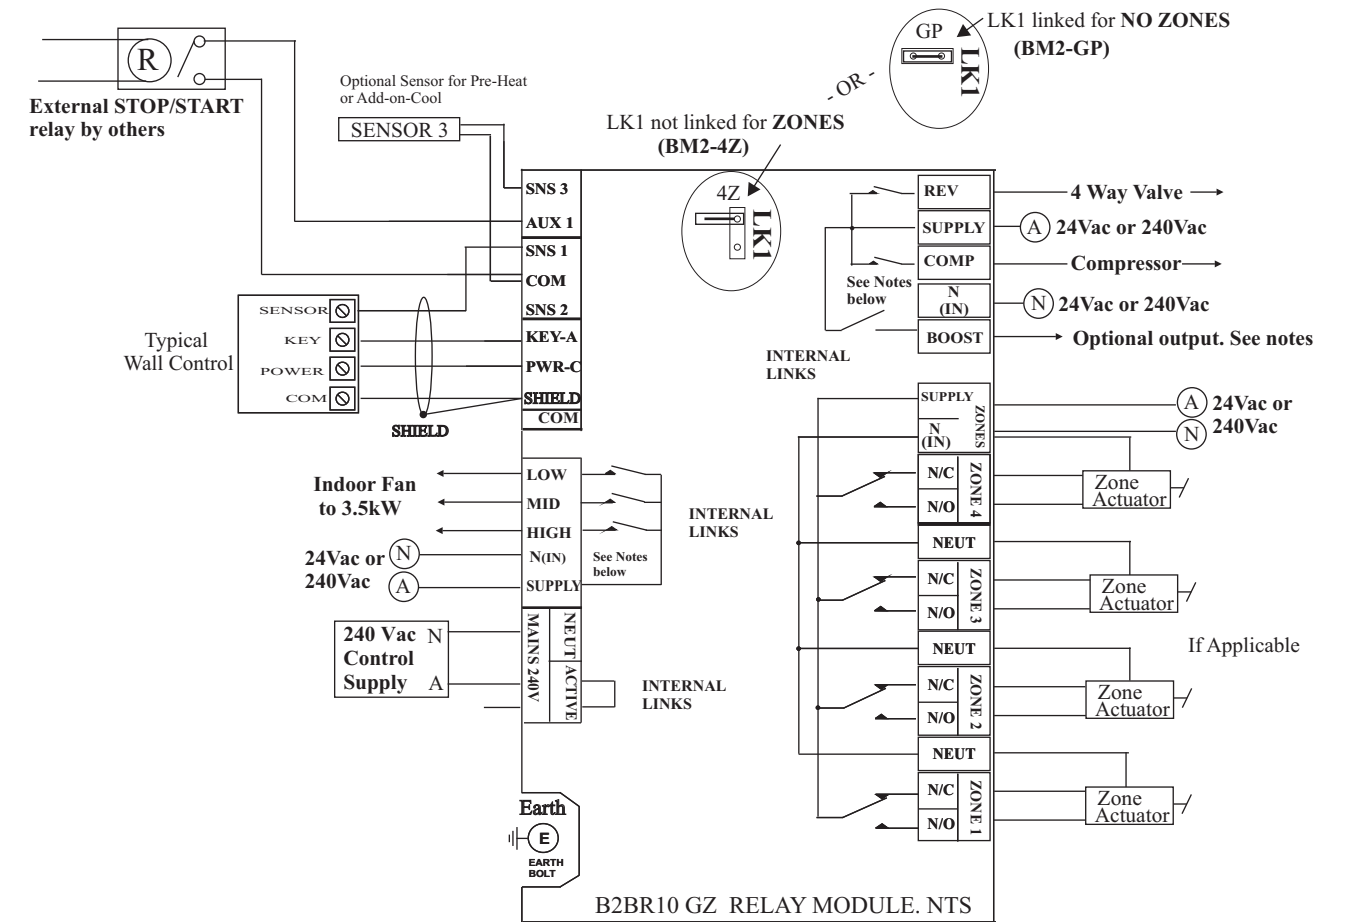 LK1 linked for NO ZONES
(BM2-GP)
GP
LK1
- OR -
R
External STOP/START
relay by others
Optional Sensor for Pre-Heat
or Add-on-Cool
SENSOR 3
LK1 not linked for ZONES
(BM2-4Z)
4Z
LK1
SNS 3
AUX 1
SNS 1
COM
SNS 2
KEY-A
PWR-C
SHIELD
COM
Typical
Wall Control
SENSOR
KEY
POWER
COM
SHIELD
REV
4 Way Valve
SUPPLY
A
24Vac or 240Vac
COMP
Compressor
See Notes
below
N
(IN)
N
24Vac or 240Vac
BOOST
Optional output. See notes
INTERNAL
LINKS
SUPPLY
N
(IN)
ZONES
A
24Vac or
N
240Vac
Indoor Fan
to 3.5kW
LOW
MID
HIGH
N(IN)
SUPPLY
24Vac or
N
240Vac
A
See Notes
below
INTERNAL
LINKS
N/C
N/O
ZONE 4
Zone
Actuator
NEUT
N/C
N/O
ZONE 3
Zone
Actuator
NEUT
If Applicable
N/C
N/O
ZONE 2
Zone
Actuator
NEUT
N/C
N/O
ZONE 1
Zone
Actuator
240 Vac
N
Control
Supply
A
MAINS 240V
NEUT
ACTIVE
INTERNAL
LINKS
Earth
E
EARTH
BOLT
B2BR10 GZ RELAY MODULE. NTS